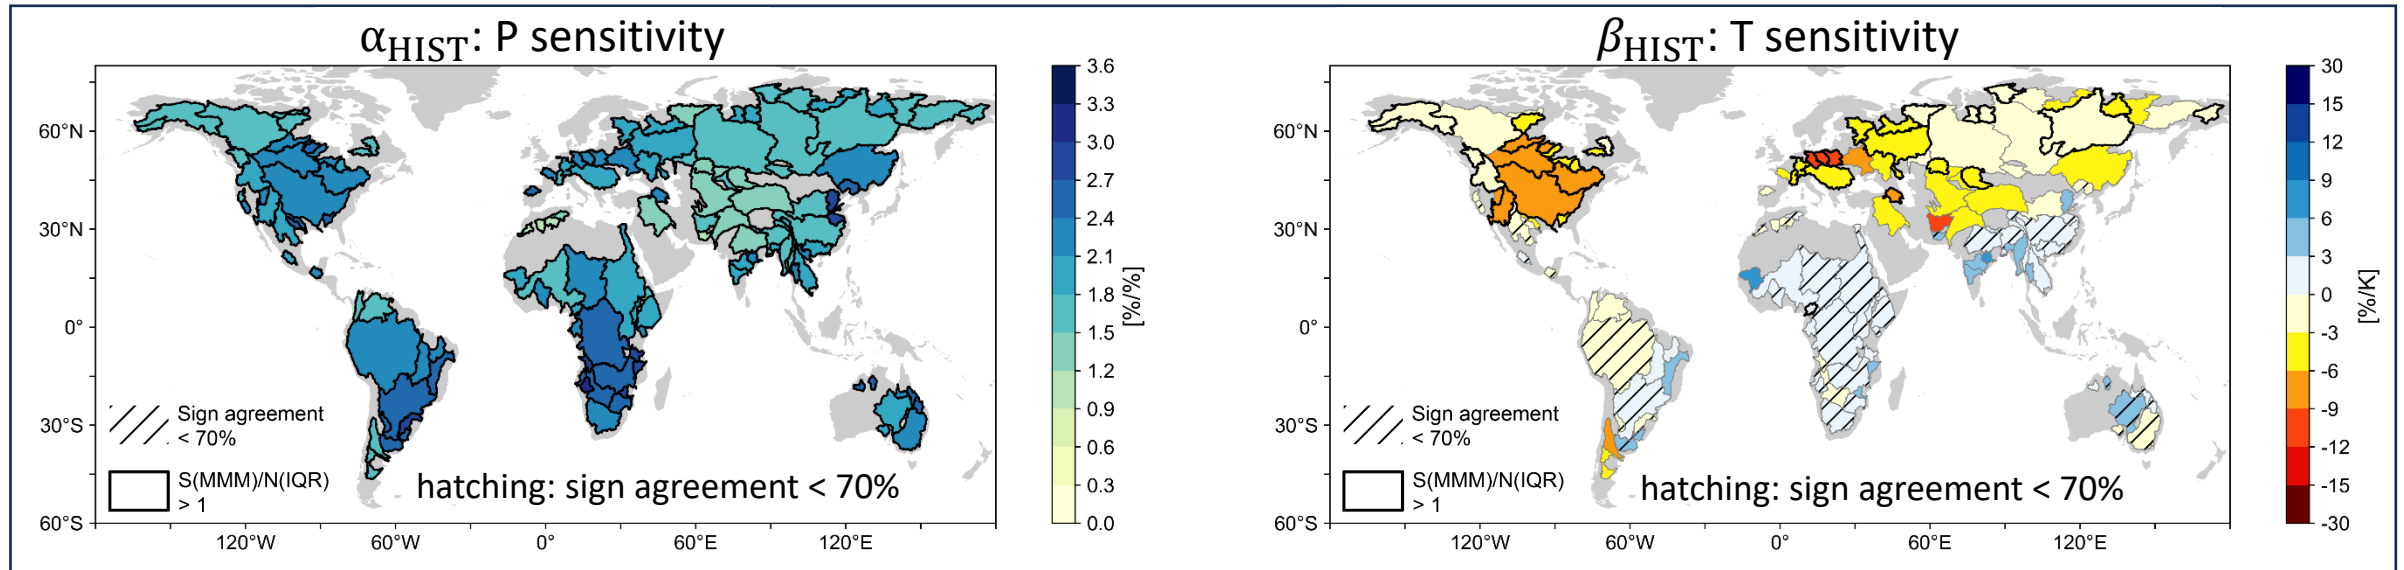 α_HIST: P sensitivity
60°N
30°N
0°
30°S
60°S
120°W
60°W
0°
60°E
120°E
Sign agreement
< 70%
S(MMM)/N(IQR)
> 1
hatching: sign agreement < 70%
3.6
3.3
3.0
2.7
2.4
2.1
1.8
1.5
1.2
0.9
0.6
0.3
0.0
[%/%]
β_HIST: T sensitivity
60°N
30°N
0°
30°S
60°S
120°W
60°W
0°
60°E
120°E
Sign agreement
< 70%
S(MMM)/N(IQR)
> 1
hatching: sign agreement < 70%
30
15
12
9
6
3
0
-3
-6
-9
-12
-15
-30
[%/K]